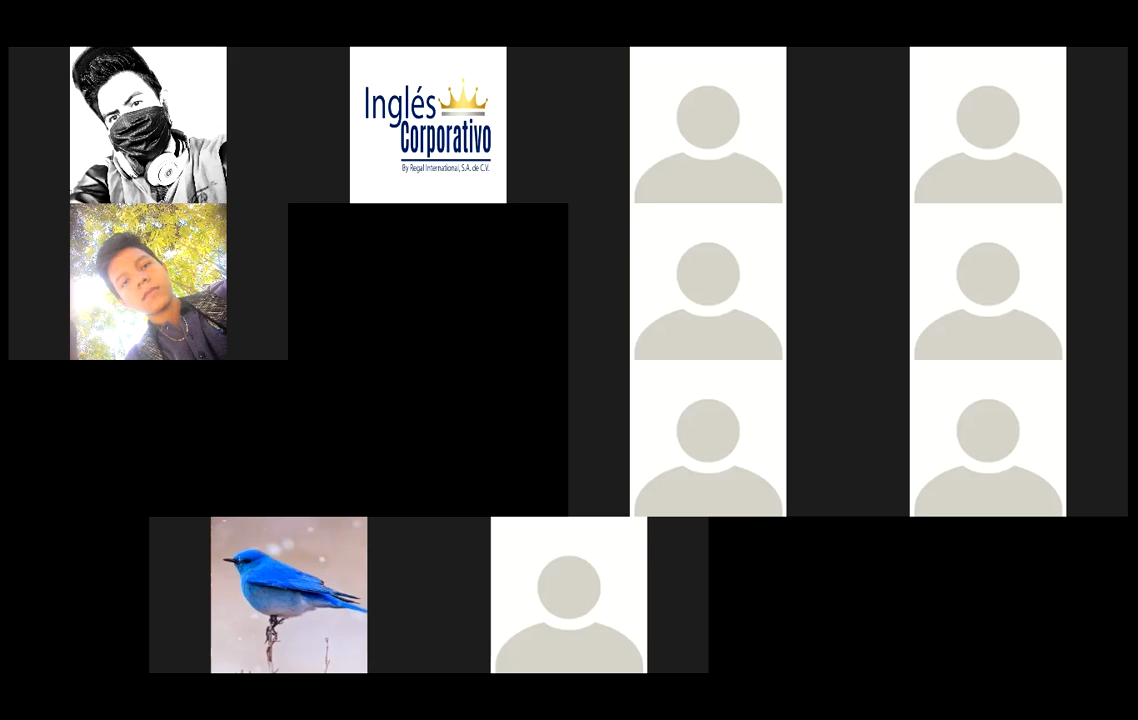 Inglés
Corporativo
By Regal International, S.A. de C.V.